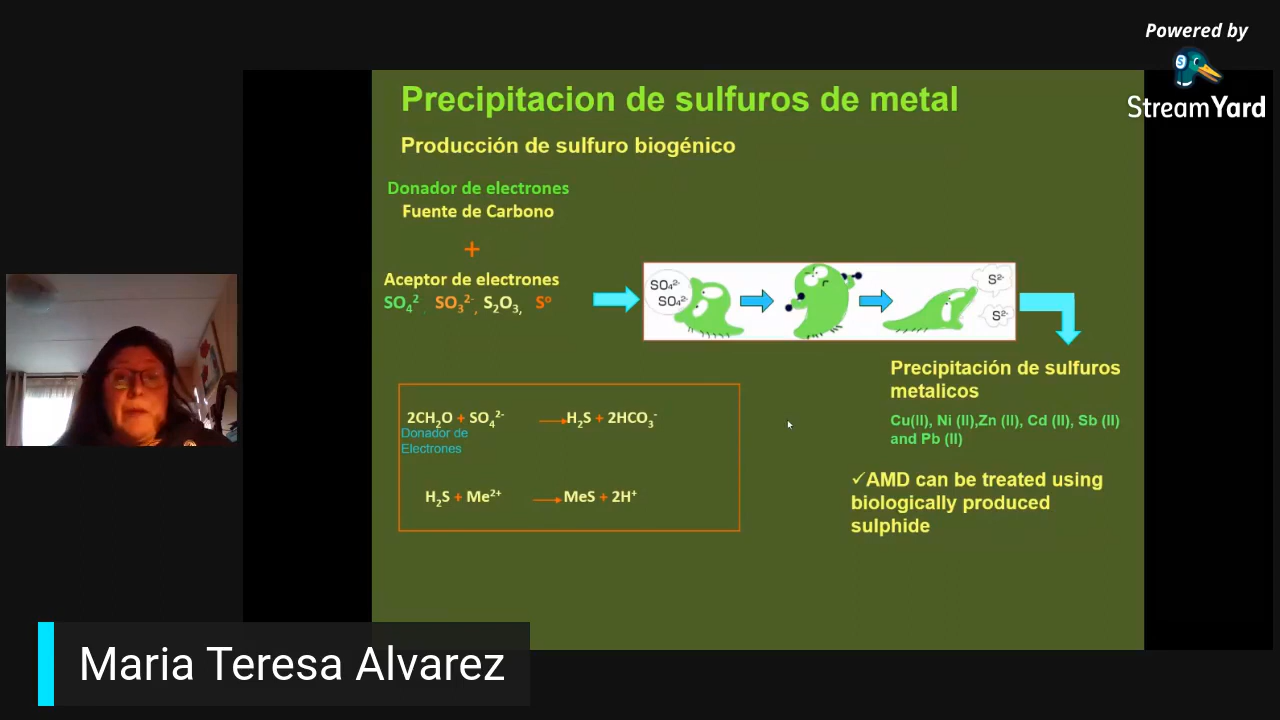 Powered by
StreamYard
Precipitacion de sulfuros de metal
Producción de sulfuro biogénico
Donador de electrones
Fuente de Carbono
+
Aceptor de electrones
SO₄², SO₃²⁻, S₂O₃, Sº
SO₄²⁻
SO₄²⁻
S²⁻
S²⁻
Precipitación de sulfuros
metalicos
Cu(II), Ni (II),Zn (II), Cd (II), Sb (II)
and Pb (II)
✓AMD can be treated using
biologically produced
sulphide
2CH₂O + SO₄²⁻ → H₂S + 2HCO₃⁻
Donador de
Electrones
H₂S + Me²⁺ → MeS + 2H⁺
Maria Teresa Alvarez